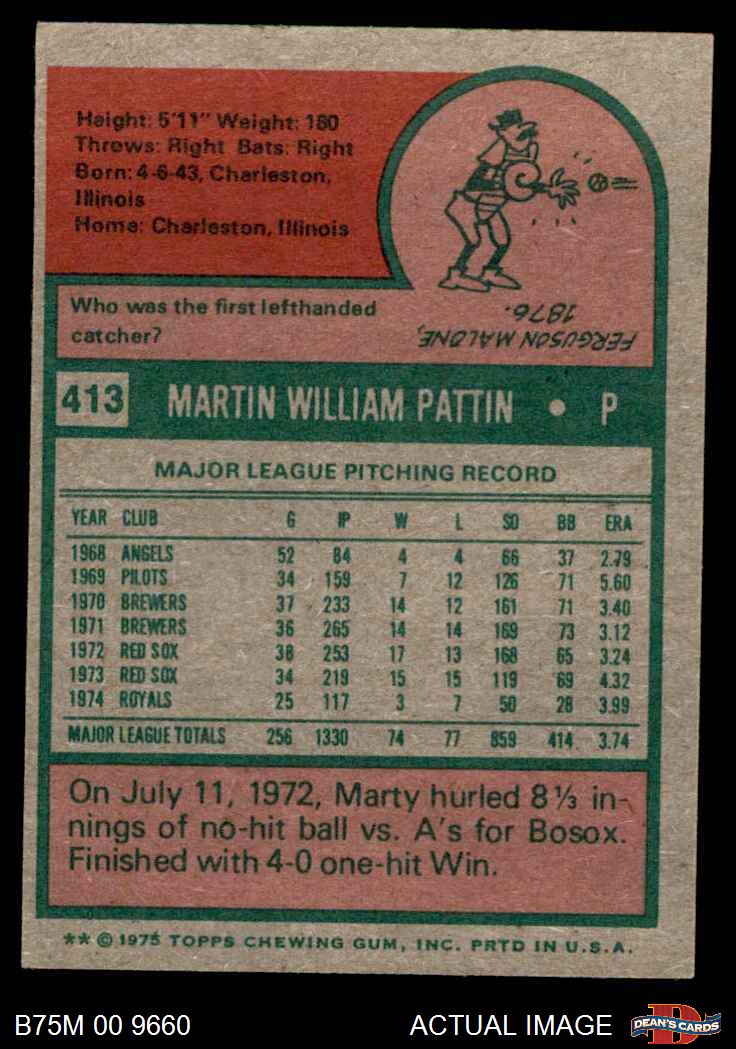 Height: 5'11" Weight: 180
Throws: Right Bats: Right
Born: 4-6-43, Charleston,
Illinois
Home: Charleston, Illinois
Who was the first lefthanded
catcher?
FERGUSON MALONE,
1876.
413 MARTIN WILLIAM PATTIN • P
MAJOR LEAGUE PITCHING RECORD
YEAR CLUB G IP W L SO BB ERA
1968 ANGELS 52 84 4 4 66 37 2.79
1969 PILOTS 34 159 7 12 126 71 5.60
1970 BREWERS 37 233 14 12 161 71 3.40
1971 BREWERS 36 265 14 14 169 73 3.12
1972 RED SOX 38 253 17 13 168 65 3.24
1973 RED SOX 34 219 15 15 119 69 4.32
1974 ROYALS 25 117 3 7 50 28 3.99
MAJOR LEAGUE TOTALS 256 1330 74 77 859 414 3.74
On July 11, 1972, Marty hurled 8⅓ in-
nings of no-hit ball vs. A's for Bosox.
Finished with 4-0 one-hit Win.
** © 1975 TOPPS CHEWING GUM, INC. PRTD IN U.S.A.
B75M 00 9660 ACTUAL IMAGE
D
DEAN'S CARDS